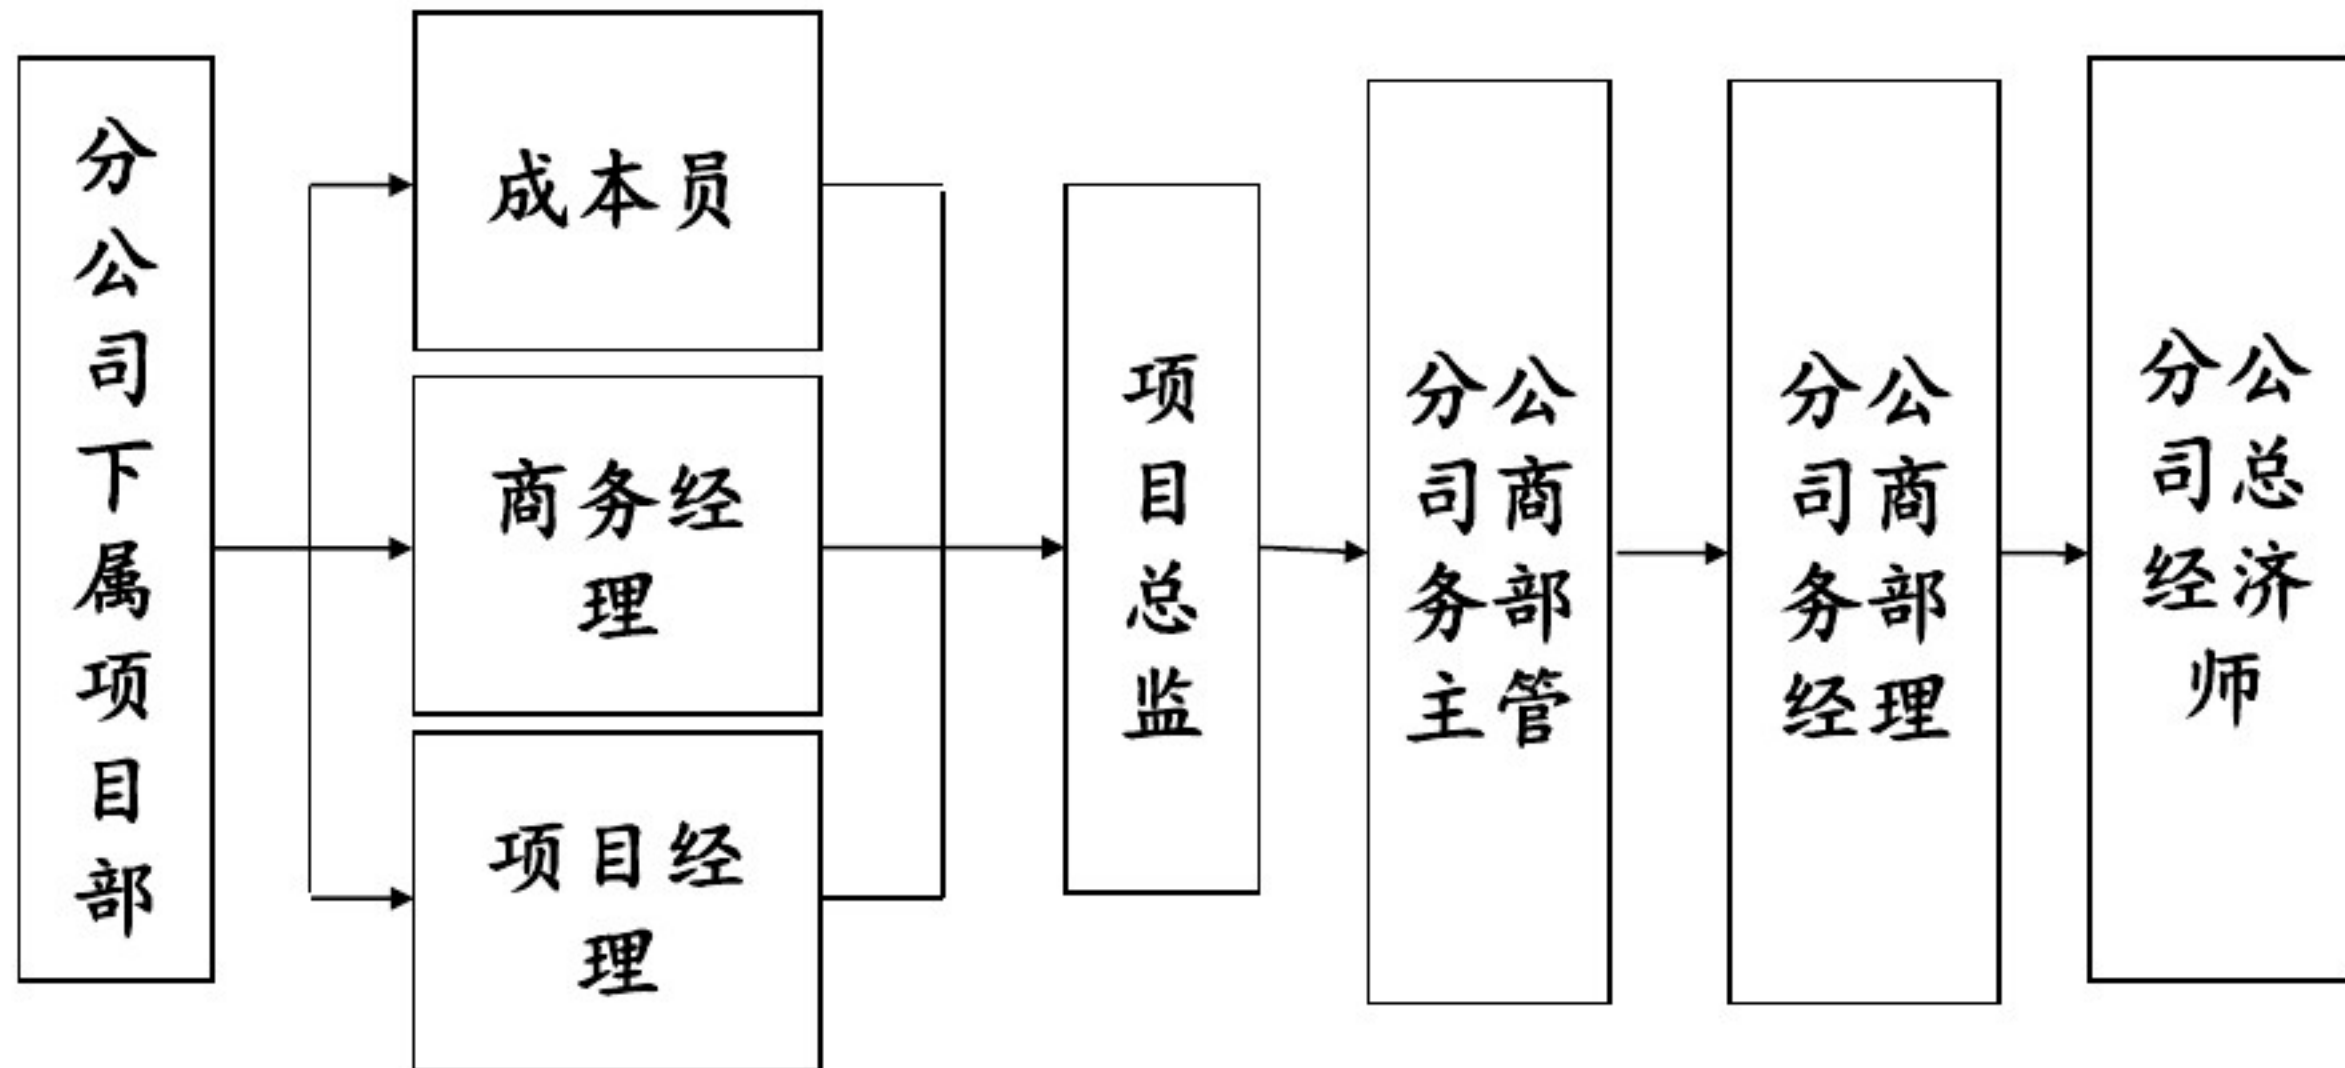 分
公
司
下
属
项
目
部
成本员
商务经
理
项目经
理
项
目
总
监
分公
司商
务部
主管
分公
司商
务部
经理
分公
司总
经济
师